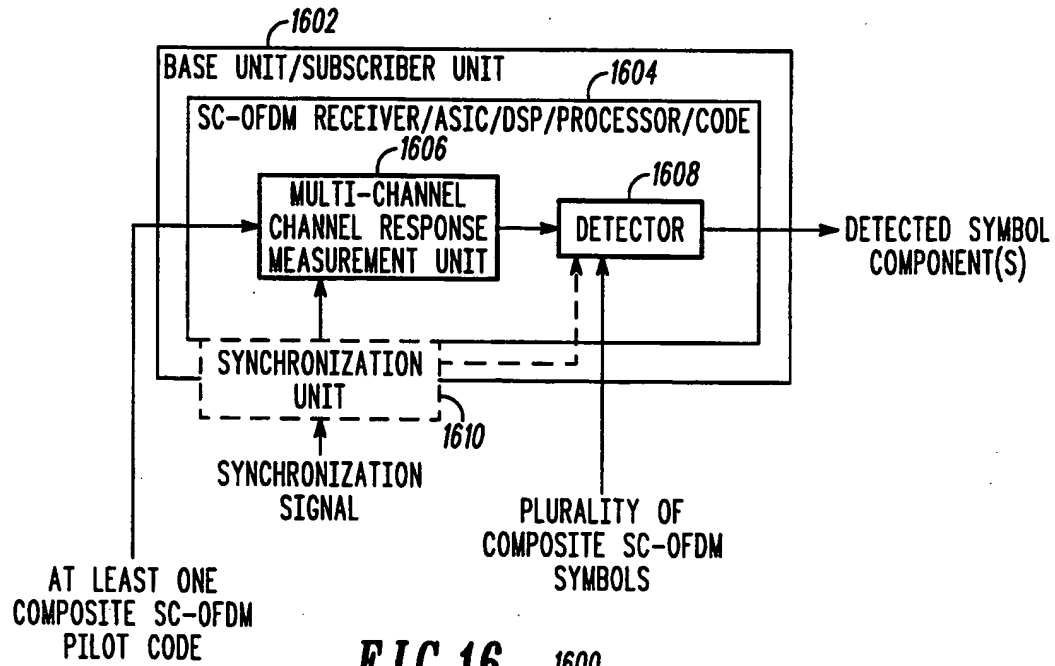 1602
BASE UNIT/SUBSCRIBER UNIT
1604
SC-OFDM RECEIVER/ASIC/DSP/PROCESSOR/CODE
1606
MULTI-CHANNEL
CHANNEL RESPONSE
MEASUREMENT UNIT
1608
DETECTOR
DETECTED SYMBOL
COMPONENT(S)
SYNCHRONIZATION
UNIT
1610
SYNCHRONIZATION
SIGNAL
PLURALITY OF
COMPOSITE SC-OFDM
SYMBOLS
AT LEAST ONE
COMPOSITE SC-OFDM
PILOT CODE
FIG.16
1600